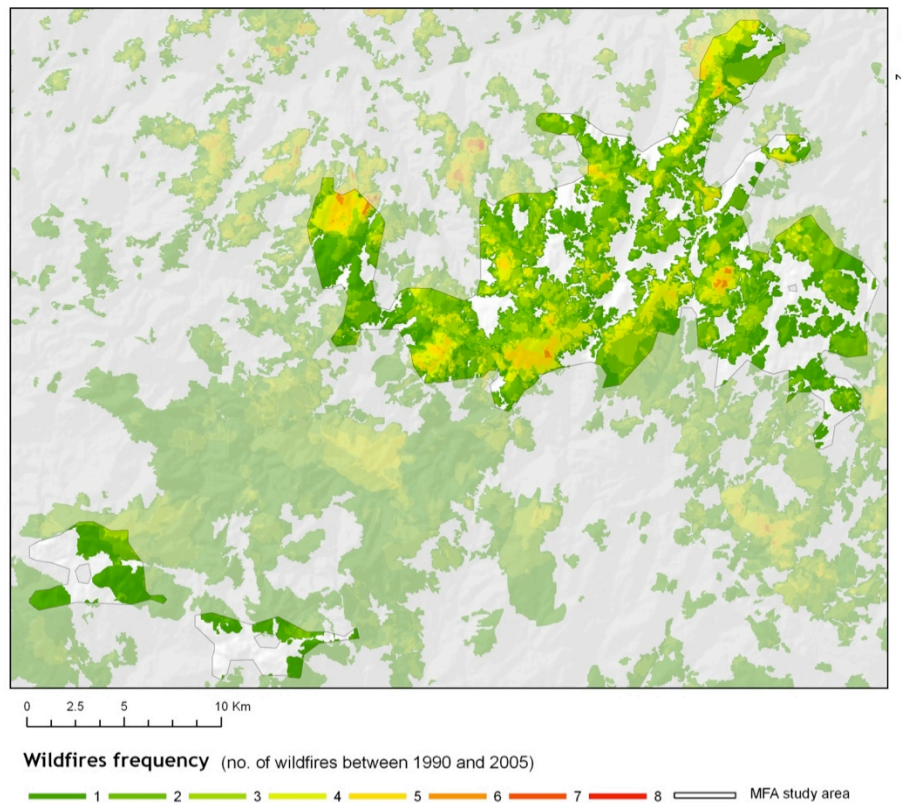 0 2.5 5 10 Km
Wildfires frequency (no. of wildfires between 1990 and 2005)
1 2 3 4 5 6 7 8 MFA study area